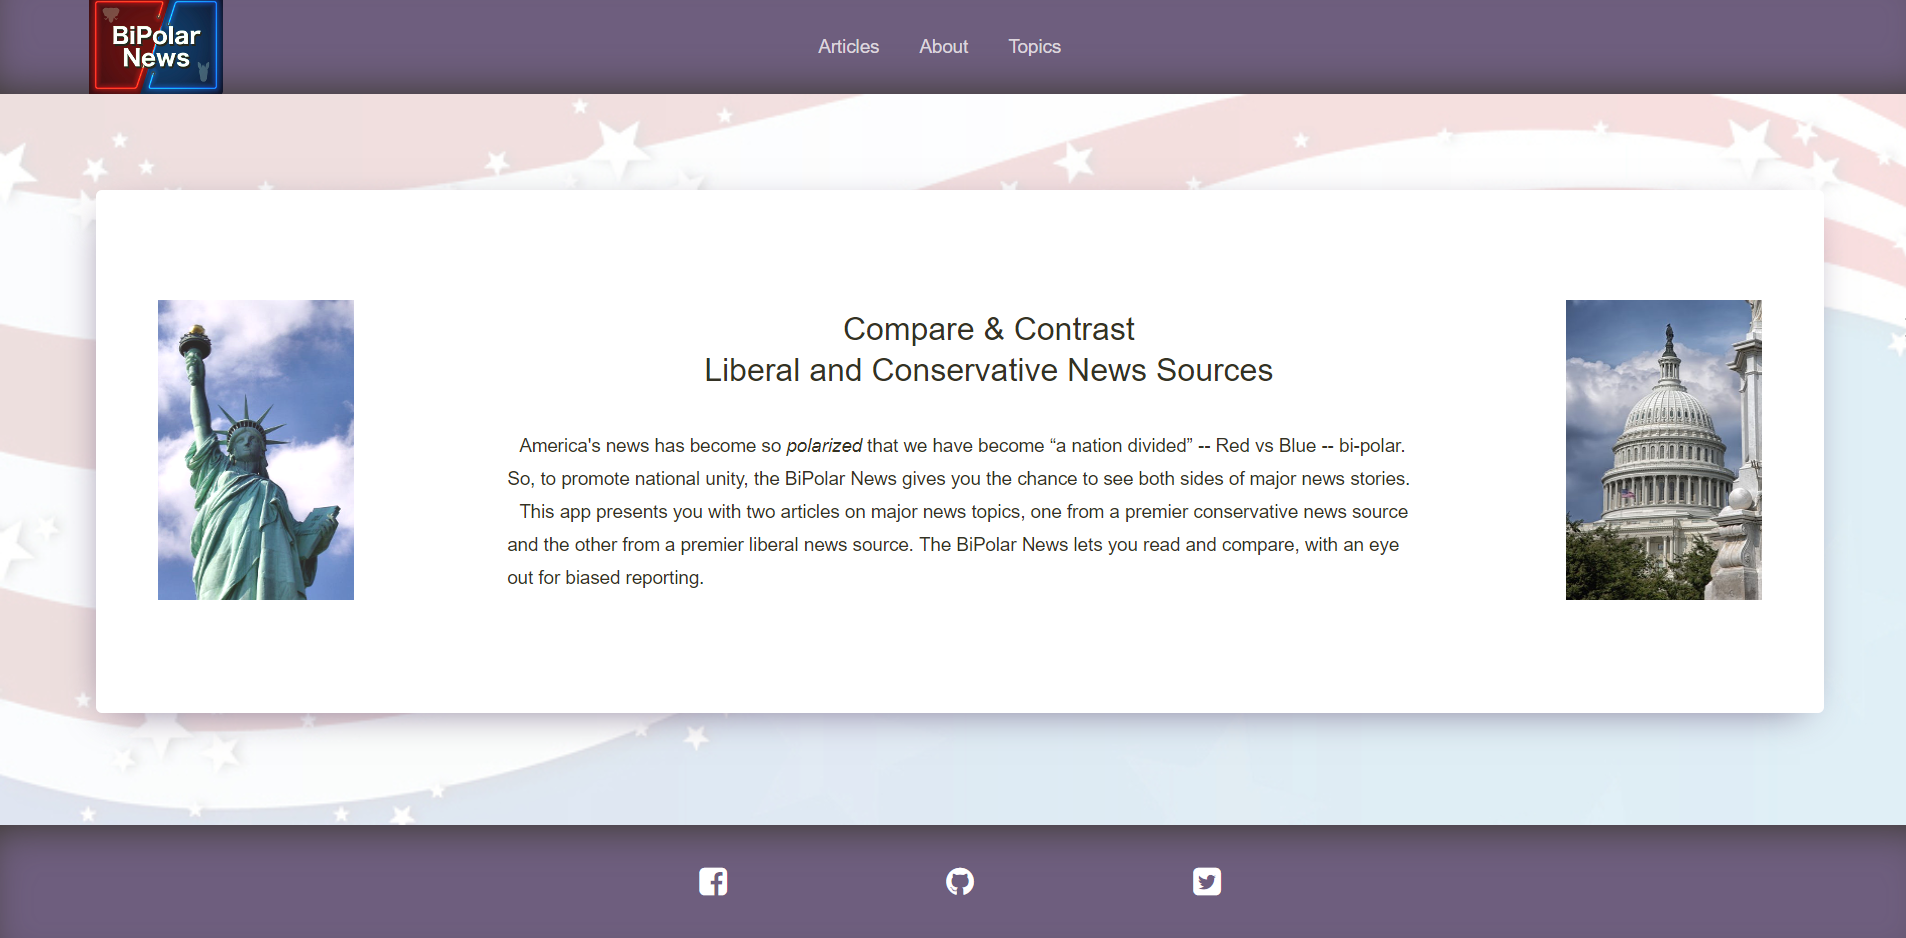 BiPolar
News
Articles About Topics
Compare & Contrast
Liberal and Conservative News Sources
America's news has become so polarized that we have become “a nation divided” -- Red vs Blue -- bi-polar.
So, to promote national unity, the BiPolar News gives you the chance to see both sides of major news stories.
This app presents you with two articles on major news topics, one from a premier conservative news source
and the other from a premier liberal news source. The BiPolar News lets you read and compare, with an eye
out for biased reporting.